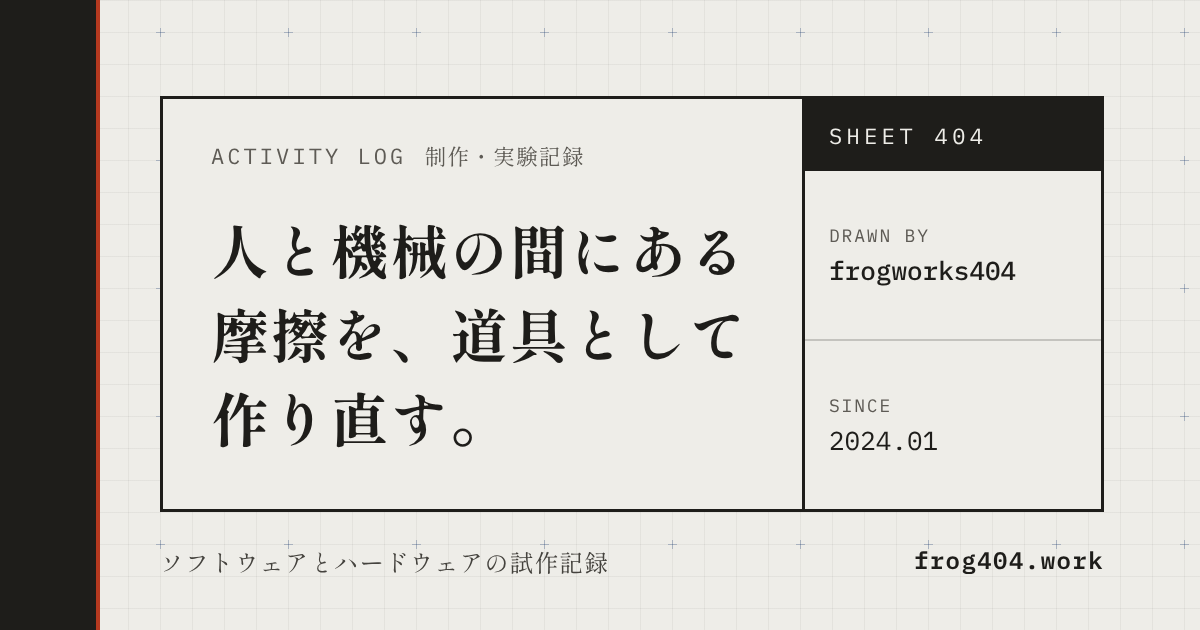 ACTIVITY LOG 制作・実験記録
人と機械の間にある
摩擦を、道具として
作り直す。
SHEET 404
DRAWN BY
frogworks404
SINCE
2024.01
ソフトウェアとハードウェアの試作記録
frog404.work